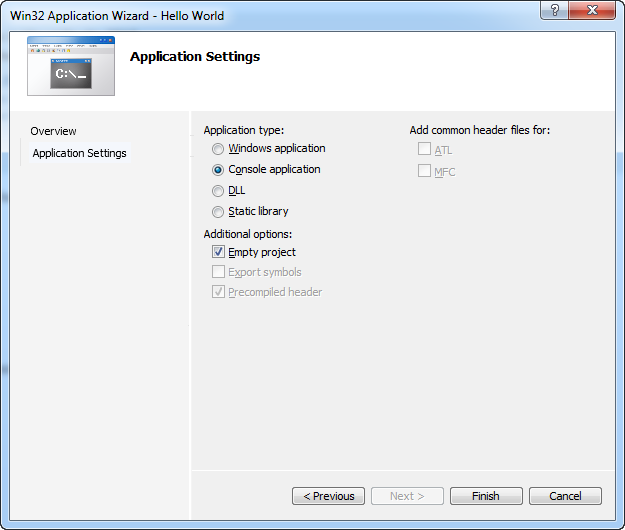 Win32 Application Wizard - Hello World
?
C:\_
Application Settings
Overview
Application Settings
Application type:
Windows application
Console application
DLL
Static library
Additional options:
Empty project
Export symbols
Precompiled header
Add common header files for:
ATL
MFC
< Previous
Next >
Finish
Cancel